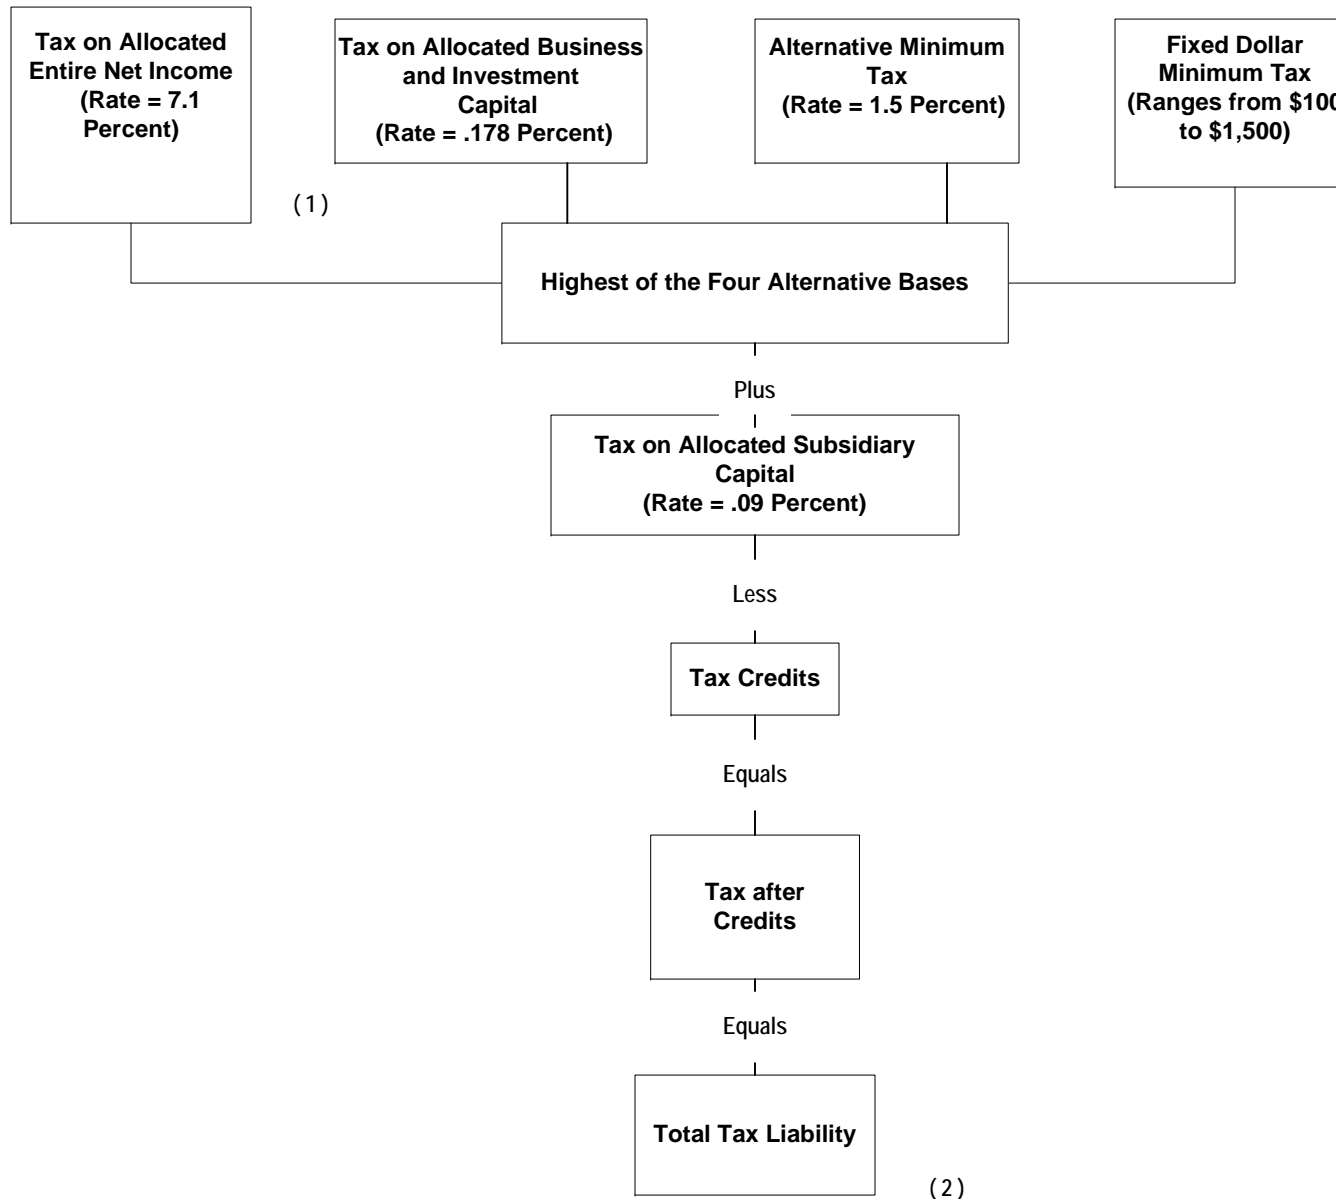 Tax on Allocated
Entire Net Income
(Rate = 7.1
Percent)
Tax on Allocated Business
and Investment
Capital
(Rate = .178 Percent)
Alternative Minimum
Tax
(Rate = 1.5 Percent)
Fixed Dollar
Minimum Tax
(Ranges from $100
to $1,500)
(1)
Highest of the Four Alternative Bases
Plus
Tax on Allocated Subsidiary
Capital
(Rate = .09 Percent)
Less
Tax Credits
Equals
Tax after
Credits
Equals
Total Tax Liability
(2)